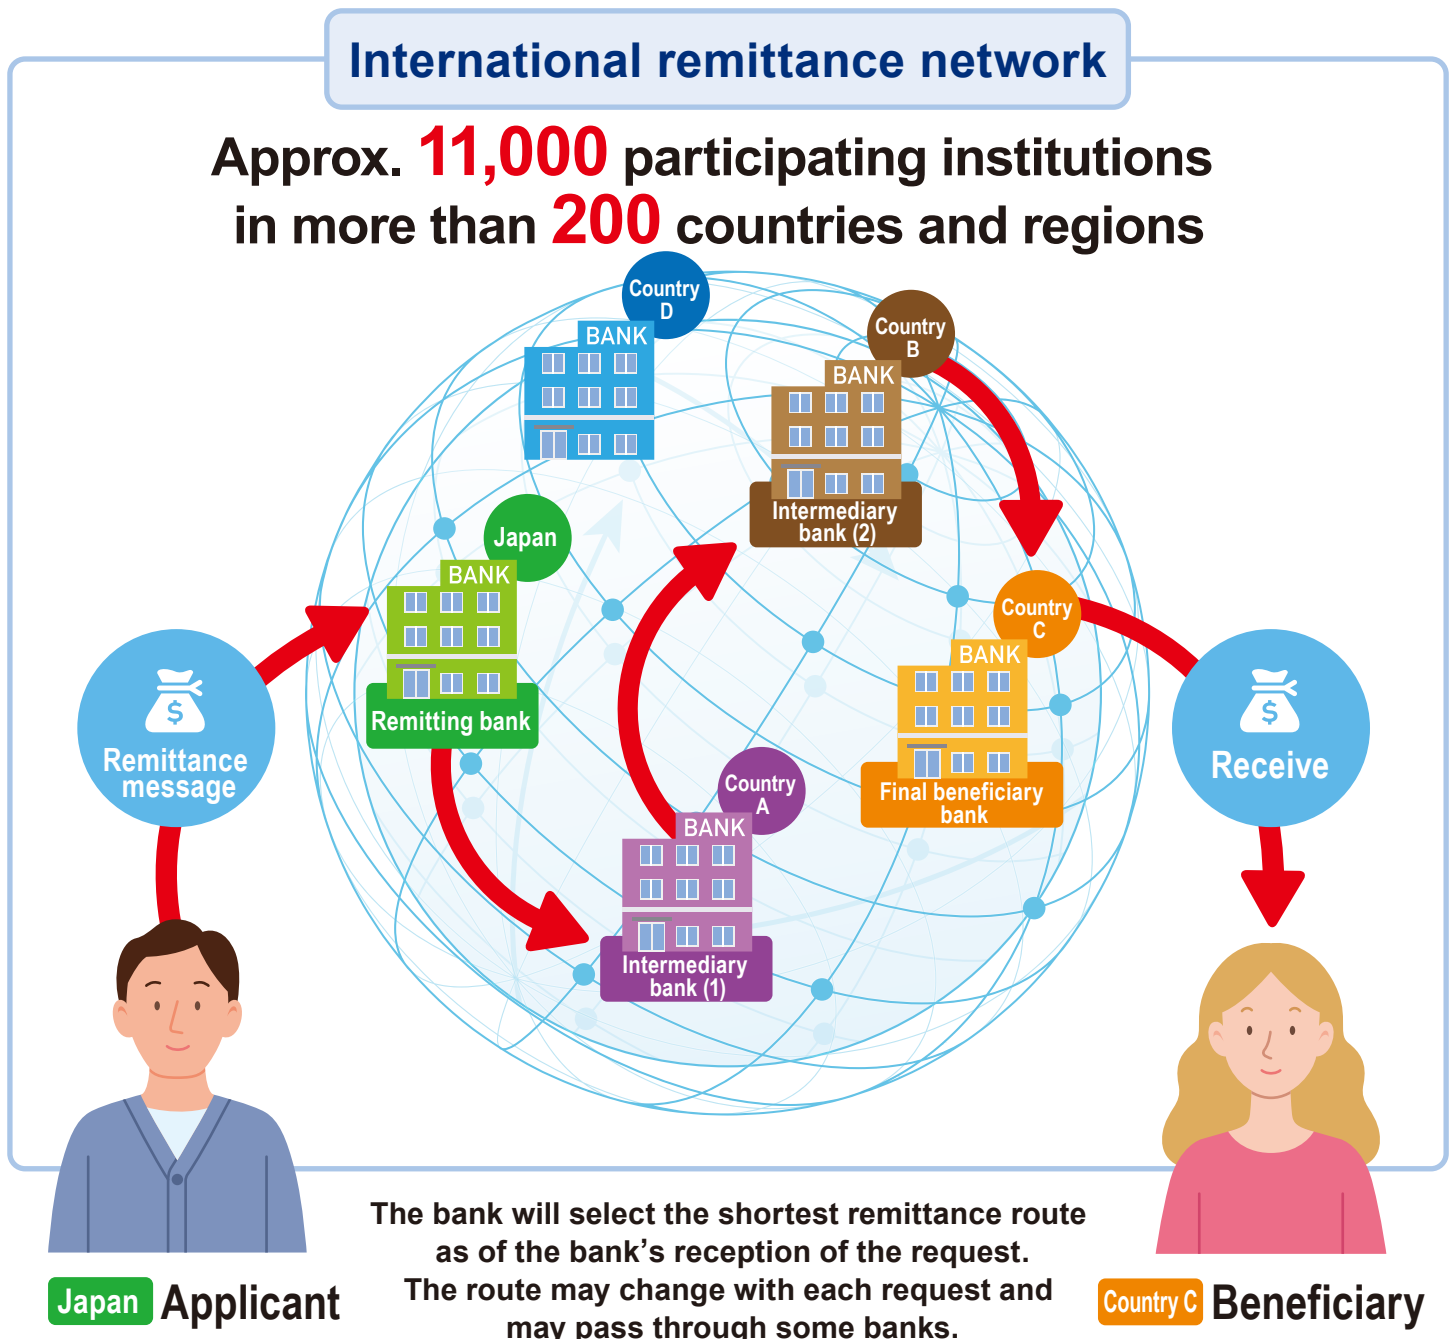 International remittance network
Approx. 11,000 participating institutions
in more than 200 countries and regions
Country
D
BANK
Country
B
BANK
Intermediary
bank (2)
Japan
BANK
Remitting bank
Country
C
BANK
Final beneficiary
bank
Country
A
BANK
Intermediary
bank (1)
$
Remittance
message
$
Receive
The bank will select the shortest remittance route
as of the bank's reception of the request.
The route may change with each request and
may pass through some banks.
Japan Applicant
Country C Beneficiary